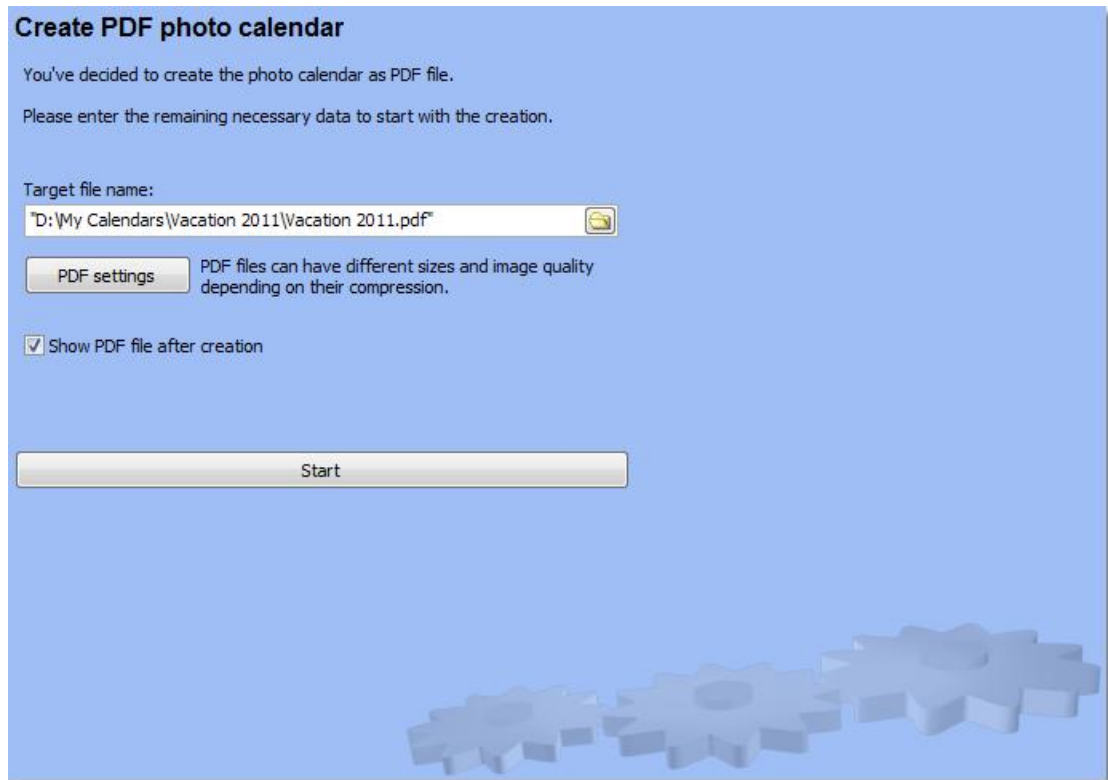 Create PDF photo calendar
You've decided to create the photo calendar as PDF file.
Please enter the remaining necessary data to start with the creation.
Target file name:
"D:\My Calendars\Vacation 2011\Vacation 2011.pdf"
PDF settings
PDF files can have different sizes and image quality
depending on their compression.
Show PDF file after creation
Start